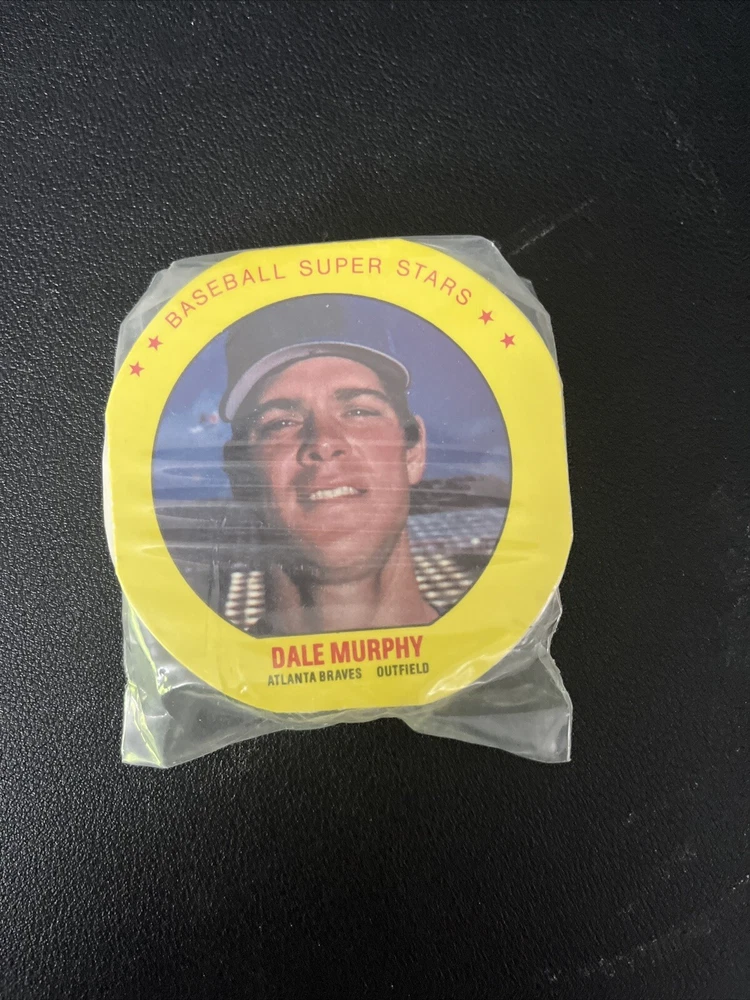 ★ ★ BASEBALL SUPER STARS ★ ★
DALE MURPHY
ATLANTA BRAVES OUTFIELD